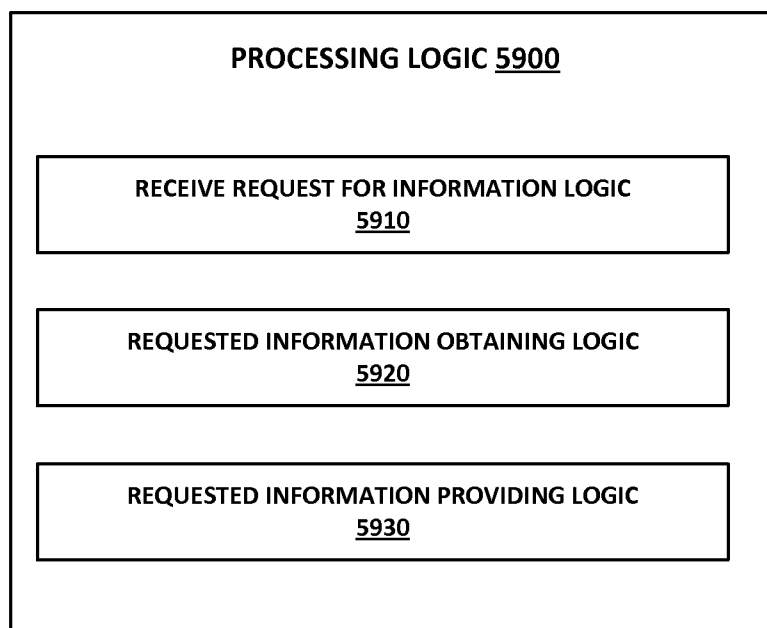 PROCESSING LOGIC 5900
RECEIVE REQUEST FOR INFORMATION LOGIC
5910
REQUESTED INFORMATION OBTAINING LOGIC
5920
REQUESTED INFORMATION PROVIDING LOGIC
5930